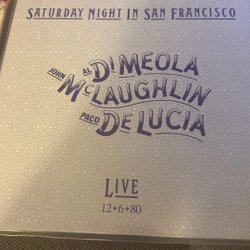 SATURDAY NIGHT IN SAN FRANCISCO
AL DI MEOLA
JOHN MCLAUGHLIN
PACO DE LUCIA
LIVE
12•6•80